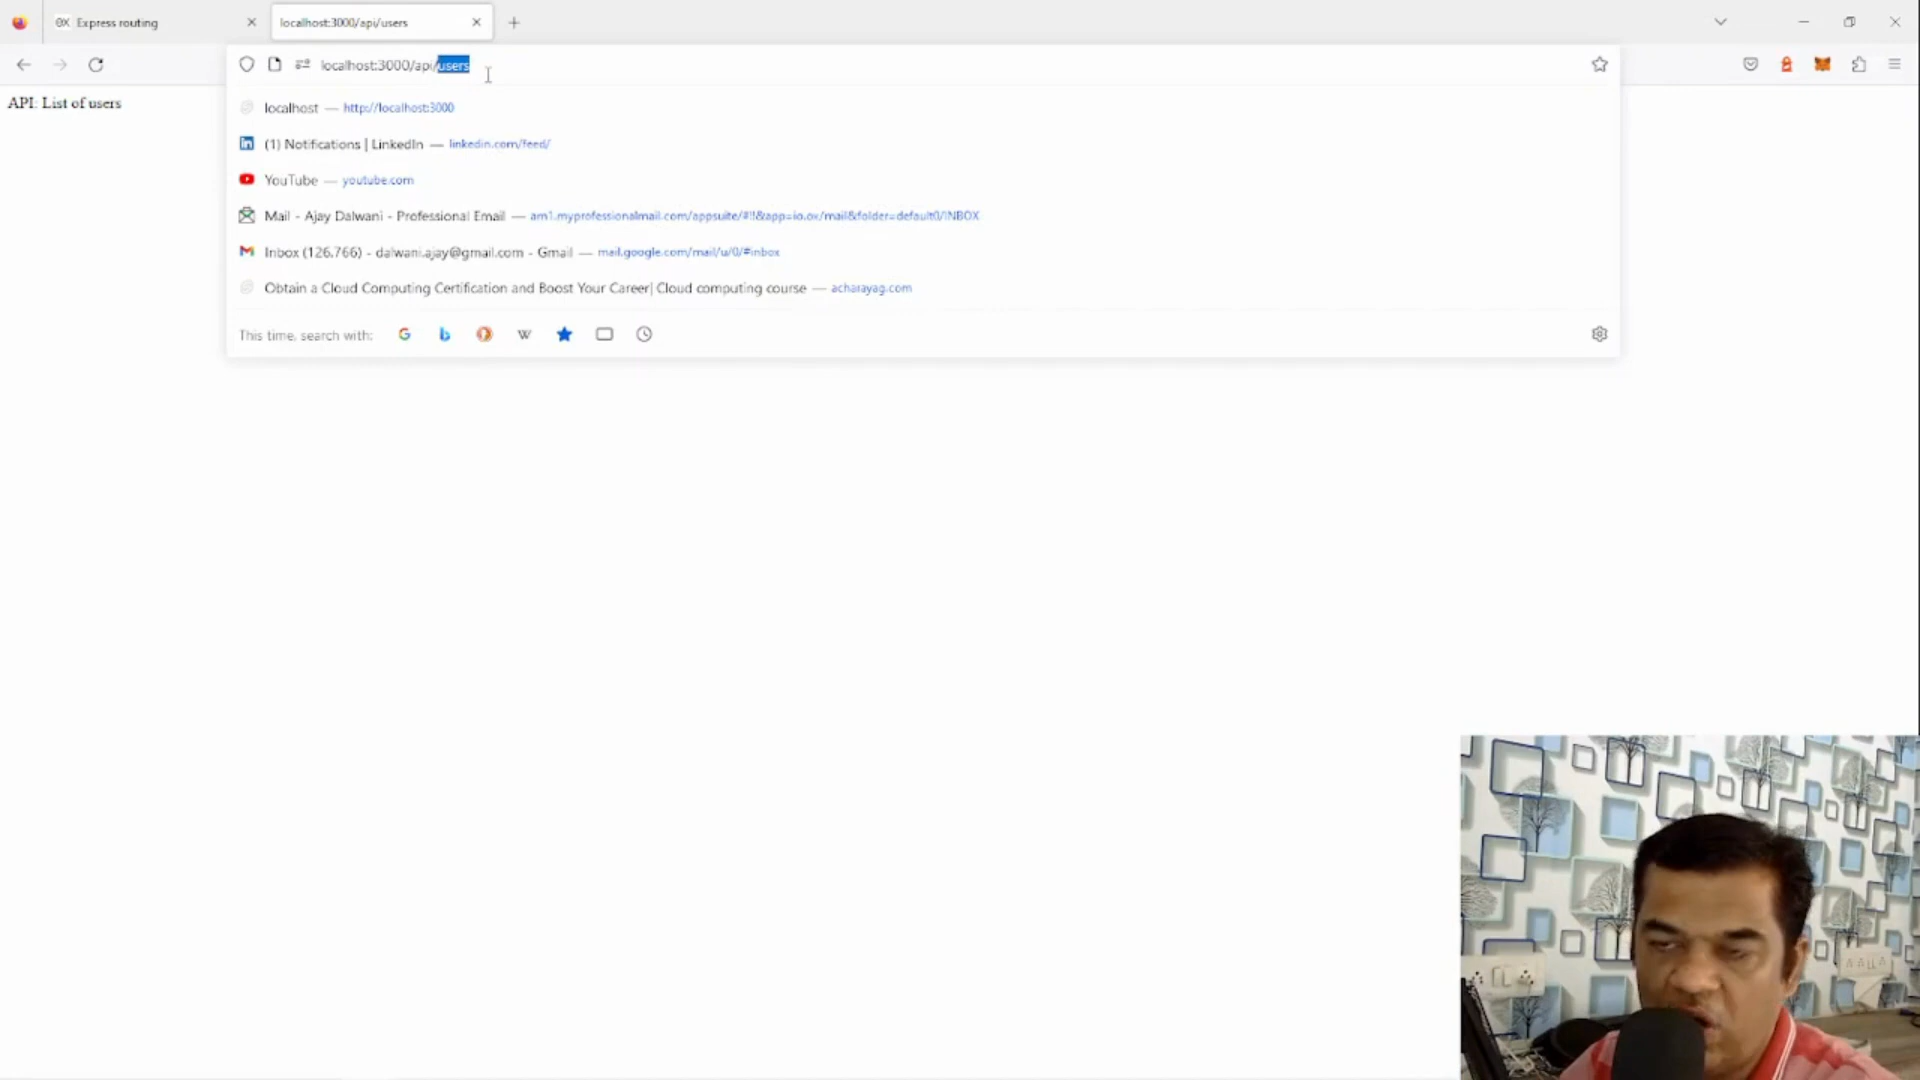 Express routing
localhost:3000/api/users
localhost:3000/api/users
API: List of users
localhost — http://localhost:3000
(1) Notifications | LinkedIn — linkedin.com/feed/
YouTube — youtube.com
Mail - Ajay Dalwani - Professional Email — am1.myprofessionalmail.com/appsuite/#!!&app=io.ox/mail&folder=default0/INBOX
Inbox (126,766) - dalwani.ajay@gmail.com - Gmail — mail.google.com/mail/u/0/#inbox
Obtain a Cloud Computing Certification and Boost Your Career| Cloud computing course — acharayag.com
This time, search with: